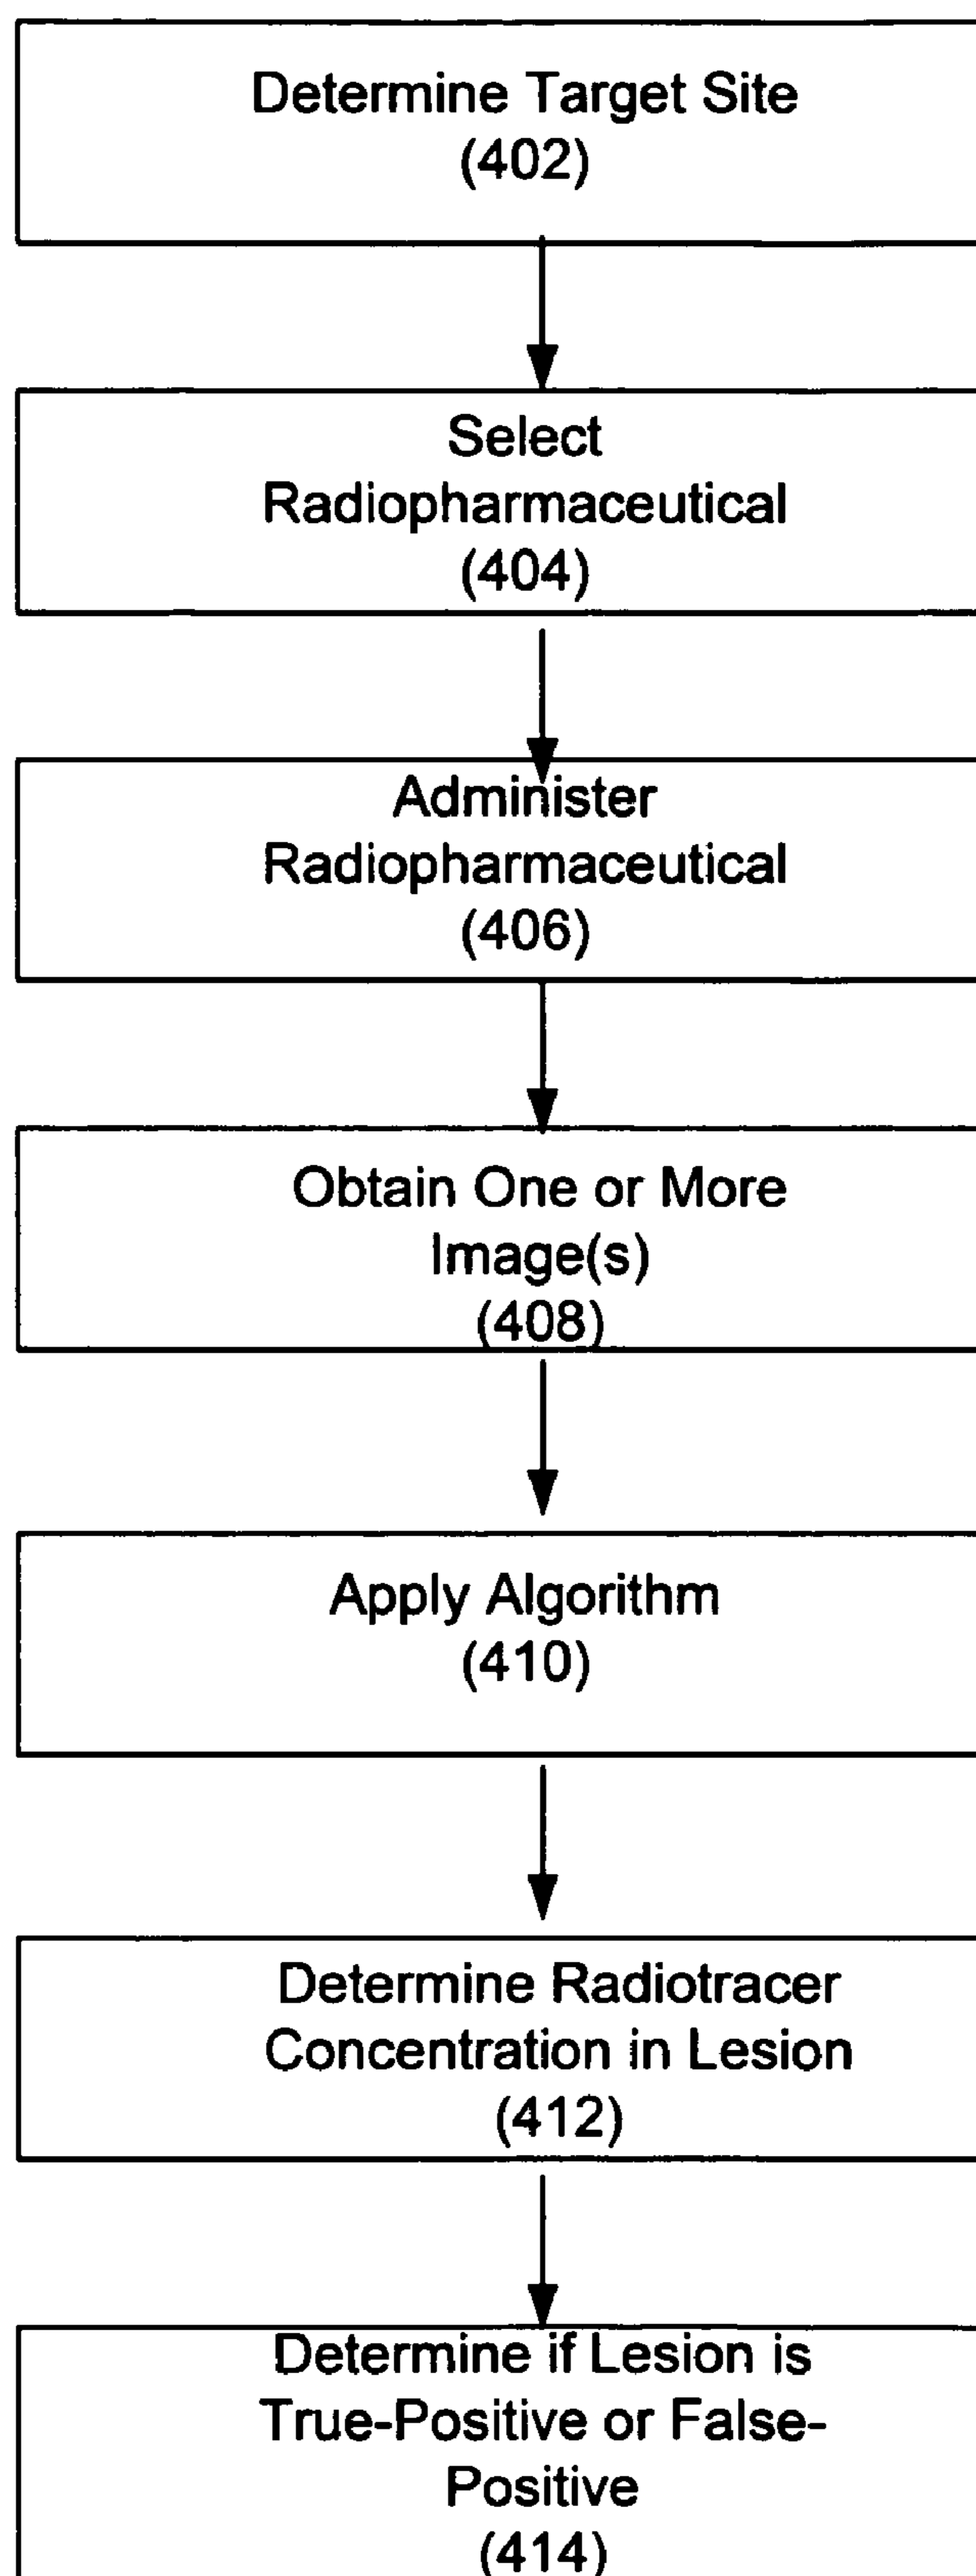 Determine Target Site
(402)
Select
Radiopharmaceutical
(404)
Administer
Radiopharmaceutical
(406)
Obtain One or More
Image(s)
(408)
Apply Algorithm
(410)
Determine Radiotracer
Concentration in Lesion
(412)
Determine if Lesion is
True-Positive or False-
Positive
(414)